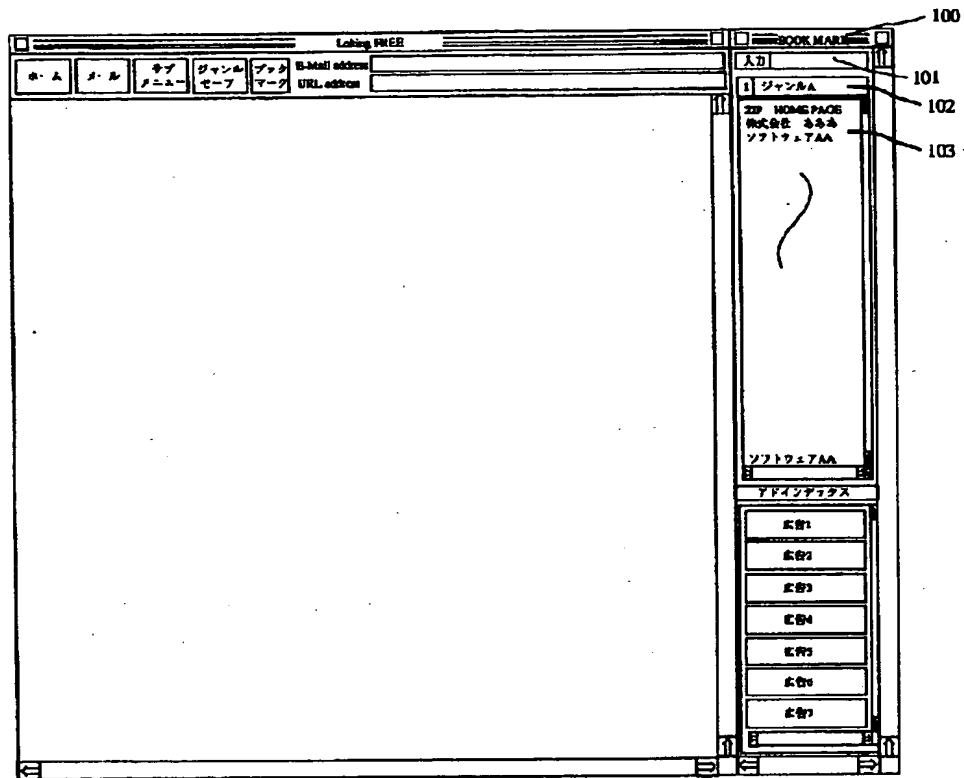 100
Loking FREE
BOOK MARK
ホーム
メール
サブ
メニュー
ジャンル
セーブ
ブック
マーク
E-Mail address
URL address
入力
101
1 ジャンルA
102
ZIP HOME PAGE
株式会社 あああ
ソフトウェアAA
103
ソフトウェアAA
アドインデックス
広告1
広告2
広告3
広告4
広告5
広告6
広告7